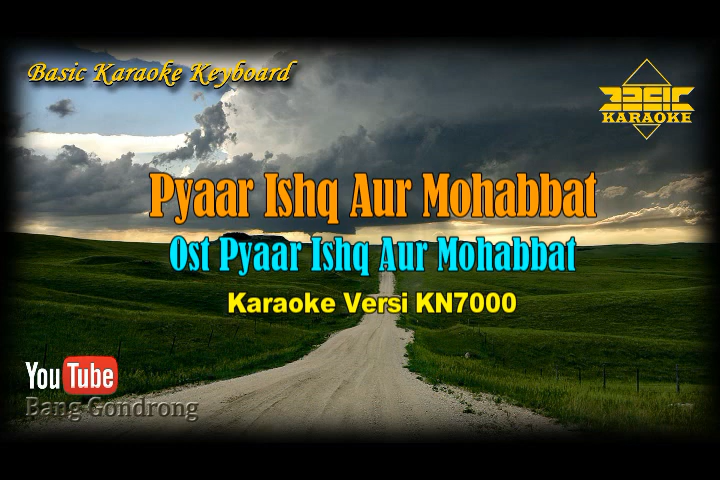 Basic Karaoke Keyboard
BASIC
KARAOKE
Pyaar Ishq Aur Mohabbat
Ost Pyaar Ishq Aur Mohabbat
Karaoke Versi KN7000
YouTube
Bang Gondrong